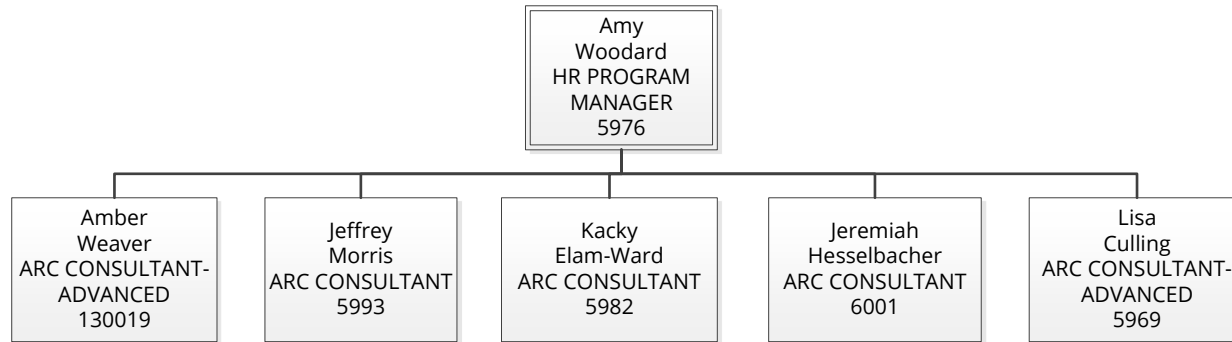 Amy
Woodard
HR PROGRAM
MANAGER
5976
Amber
Weaver
ARC CONSULTANT-
ADVANCED
130019
Jeffrey
Morris
ARC CONSULTANT
5993
Kacky
Elam-Ward
ARC CONSULTANT
5982
Jeremiah
Hesselbacher
ARC CONSULTANT
6001
Lisa
Culling
ARC CONSULTANT-
ADVANCED
5969